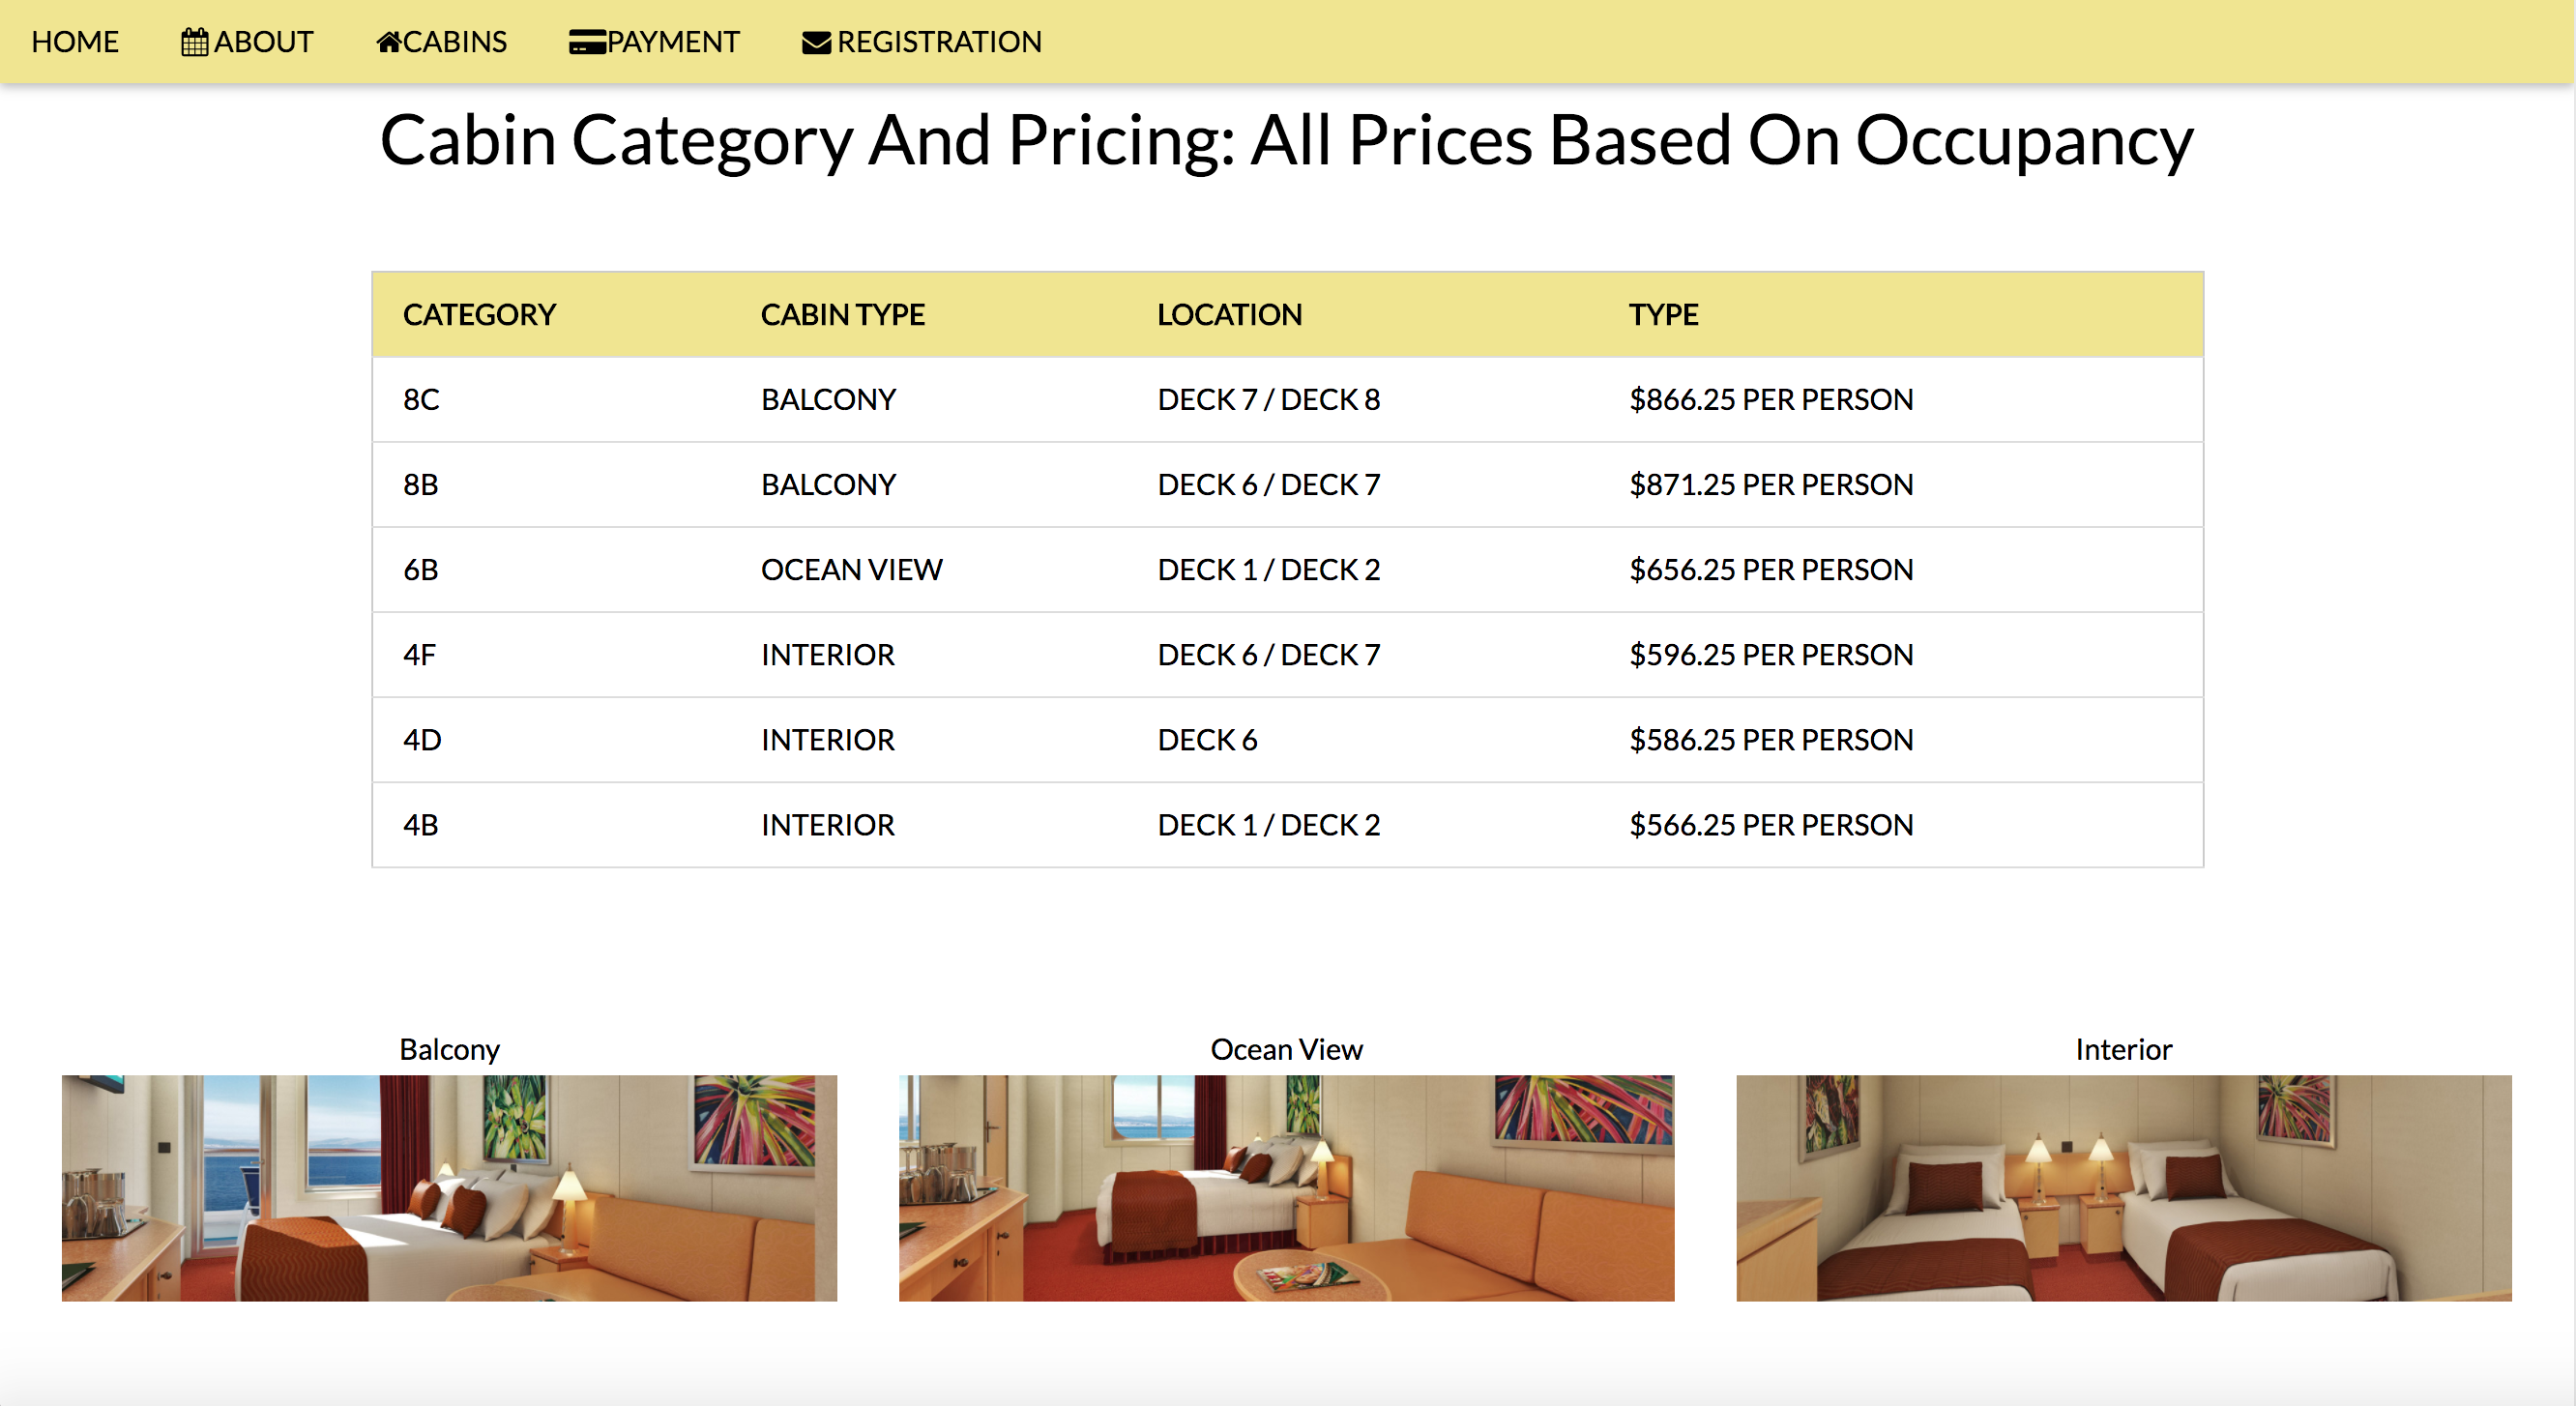 HOME ABOUT CABINS PAYMENT REGISTRATION
Cabin Category And Pricing: All Prices Based On Occupancy
CATEGORY CABIN TYPE LOCATION TYPE
8C BALCONY DECK 7 / DECK 8 $866.25 PER PERSON
8B BALCONY DECK 6 / DECK 7 $871.25 PER PERSON
6B OCEAN VIEW DECK 1 / DECK 2 $656.25 PER PERSON
4F INTERIOR DECK 6 / DECK 7 $596.25 PER PERSON
4D INTERIOR DECK 6 $586.25 PER PERSON
4B INTERIOR DECK 1 / DECK 2 $566.25 PER PERSON
Balcony Ocean View Interior